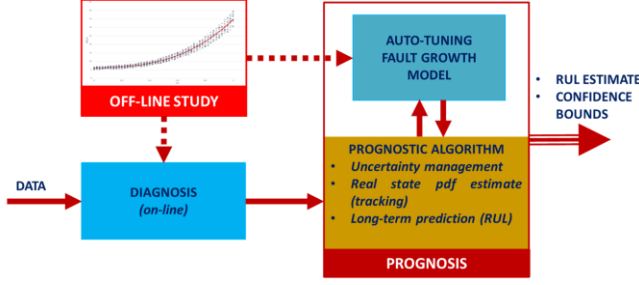 OFF-LINE STUDY
AUTO-TUNING
FAULT GROWTH
MODEL
• RUL ESTIMATE
• CONFIDENCE
BOUNDS
DATA
DIAGNOSIS
(on-line)
PROGNOSTIC ALGORITHM
• Uncertainty management
• Real state pdf estimate
(tracking)
• Long-term prediction (RUL)
PROGNOSIS